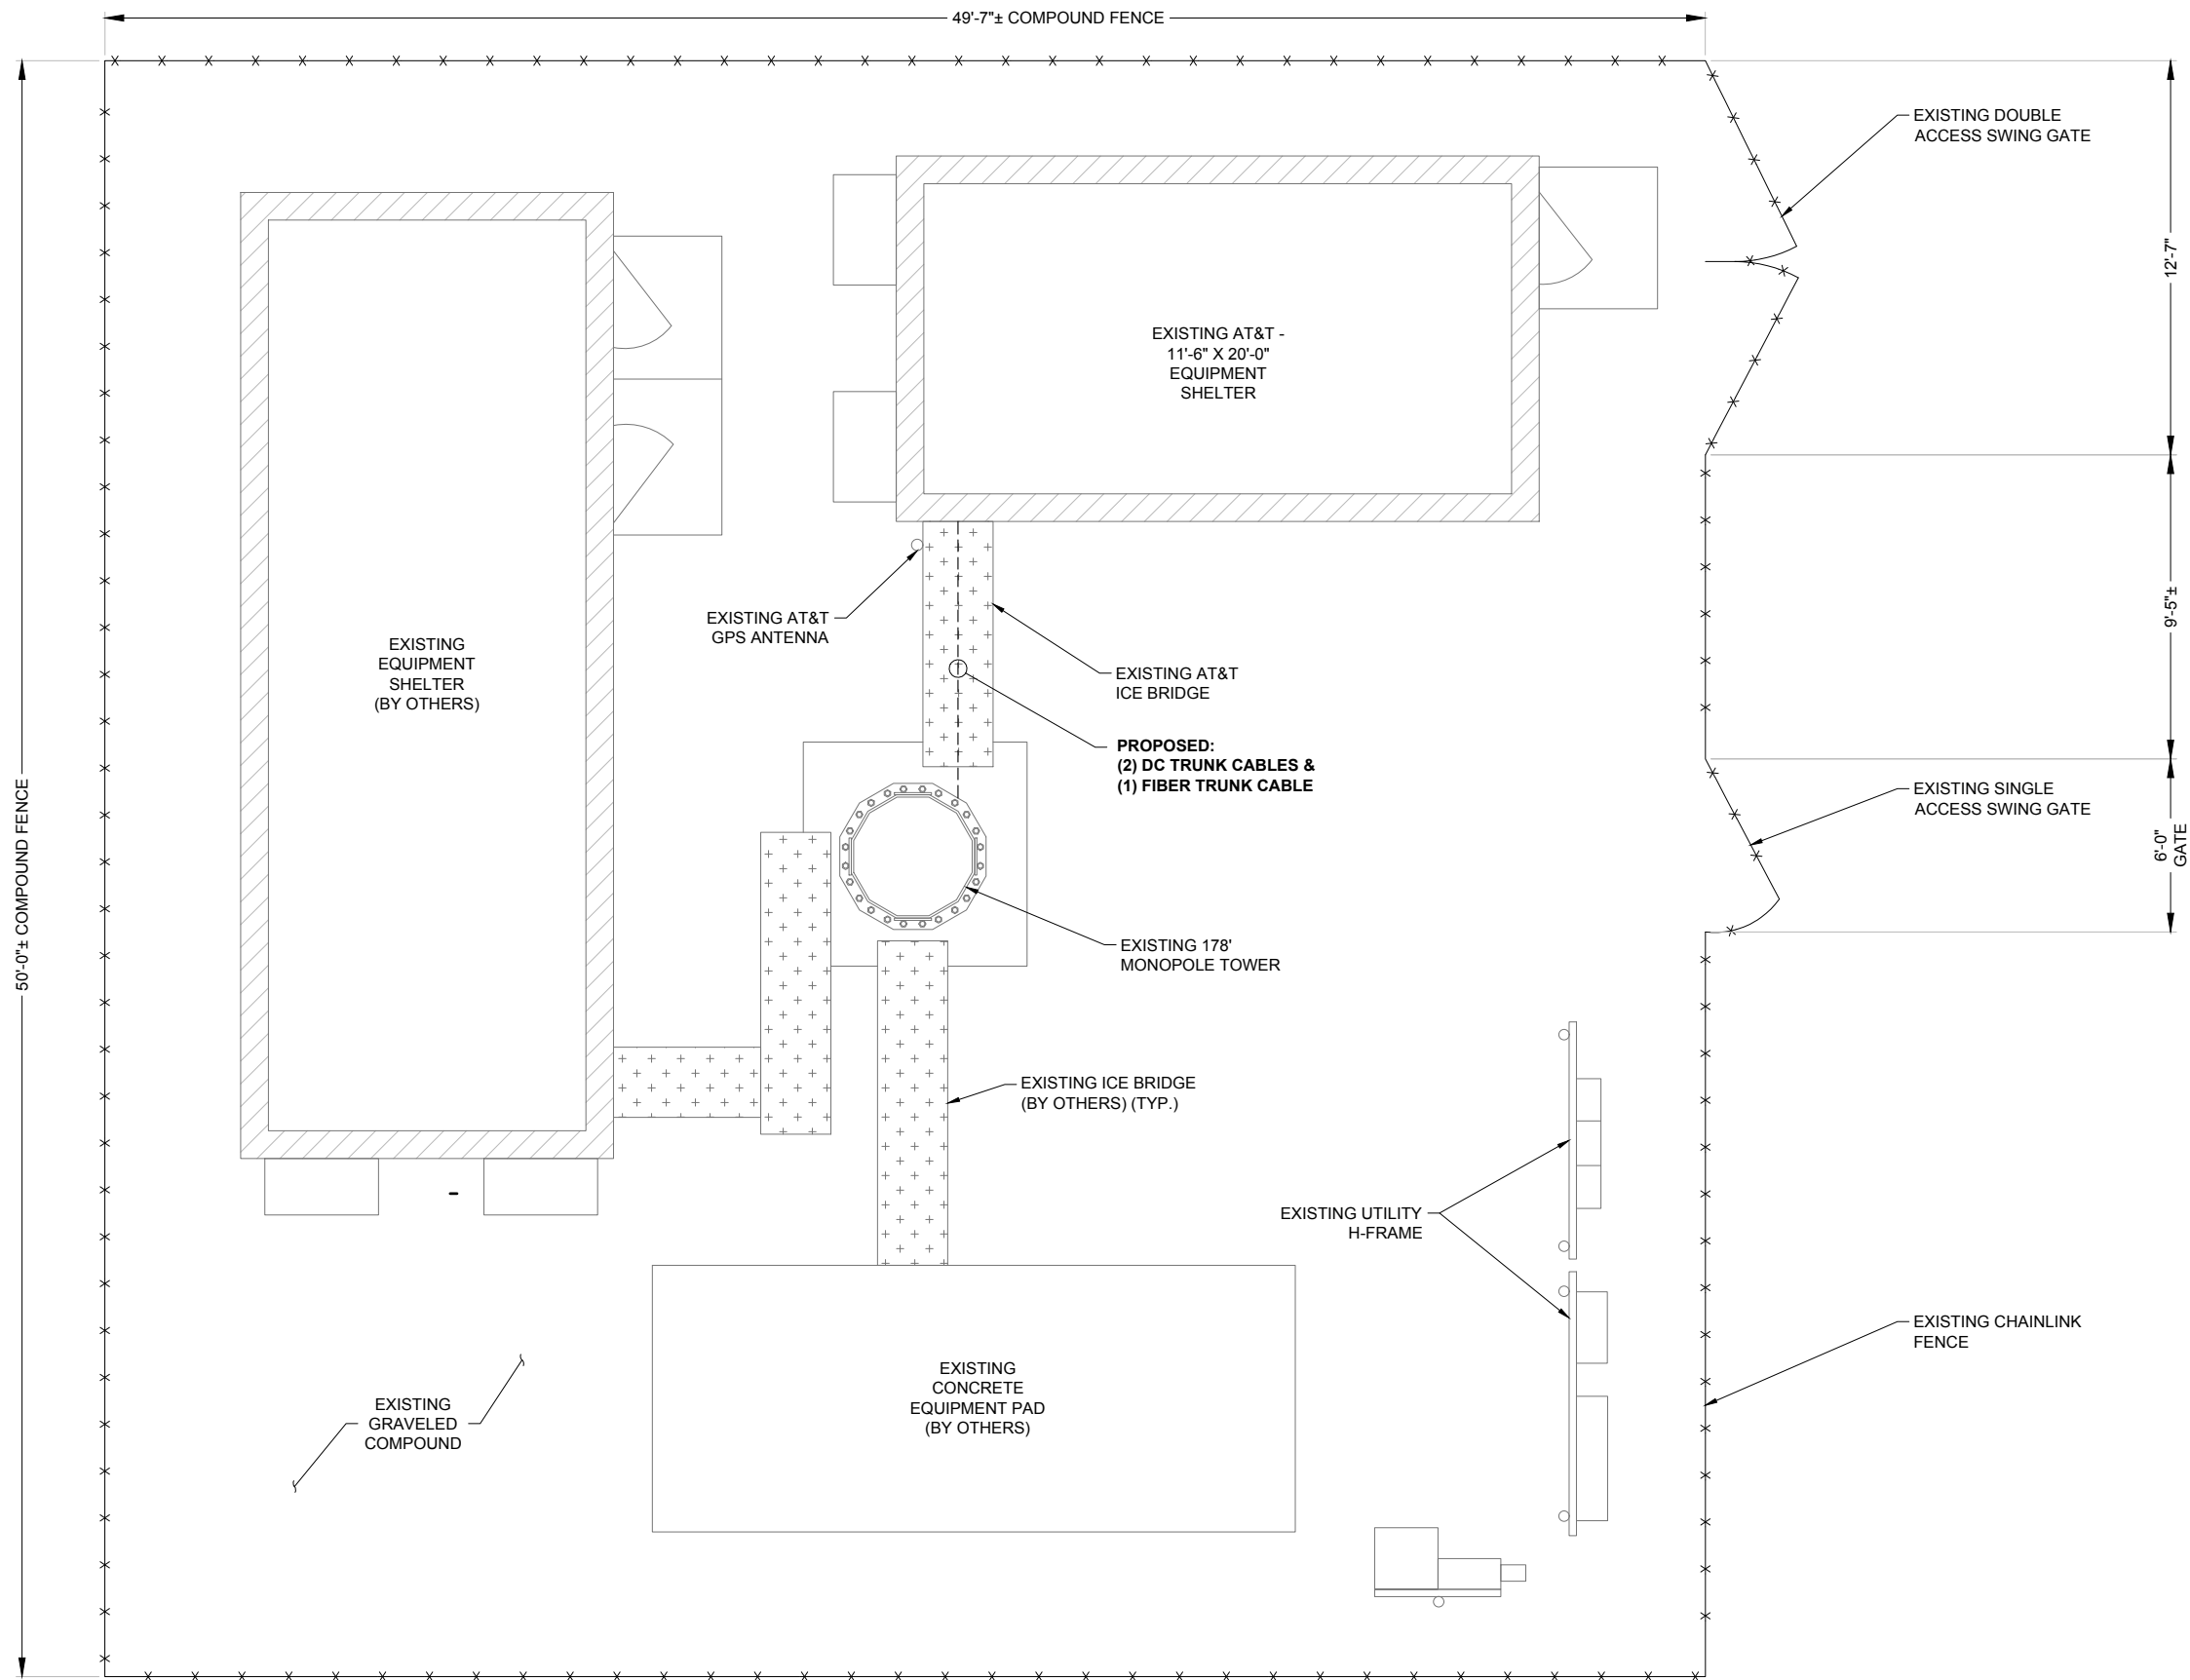 49'-7"± COMPOUND FENCE
EXISTING DOUBLE
ACCESS SWING GATE
12'-7"
EXISTING AT&T -
11'-6" X 20'-0"
EQUIPMENT
SHELTER
9'-5"±
EXISTING AT&T
GPS ANTENNA
EXISTING
EQUIPMENT
SHELTER
(BY OTHERS)
EXISTING AT&T
ICE BRIDGE
PROPOSED:
(2) DC TRUNK CABLES &
(1) FIBER TRUNK CABLE
EXISTING SINGLE
ACCESS SWING GATE
6'-0"
GATE
50'-0"± COMPOUND FENCE
EXISTING 178'
MONOPOLE TOWER
EXISTING ICE BRIDGE
(BY OTHERS) (TYP.)
EXISTING UTILITY
H-FRAME
EXISTING CHAINLINK
FENCE
EXISTING
CONCRETE
EQUIPMENT PAD
(BY OTHERS)
EXISTING
GRAVELED
COMPOUND